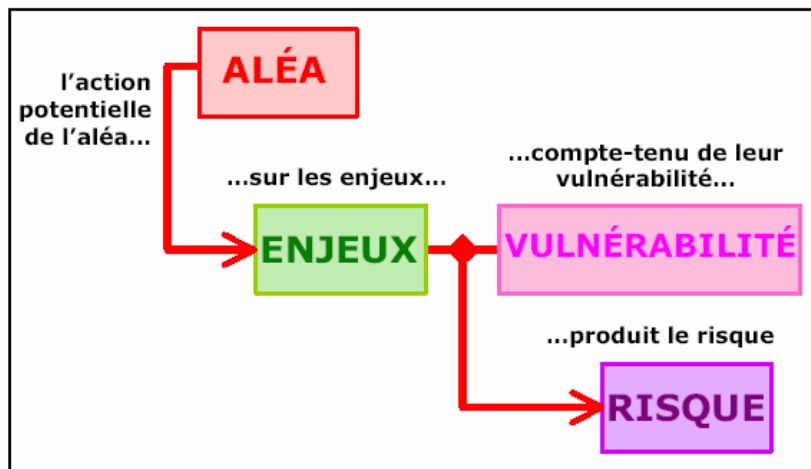 ALÉA
l'action
potentielle
de l'aléa...
...sur les enjeux...
ENJEUX
...compte-tenu de leur
vulnérabilité...
VULNÉRABILITÉ
...produit le risque
RISQUE